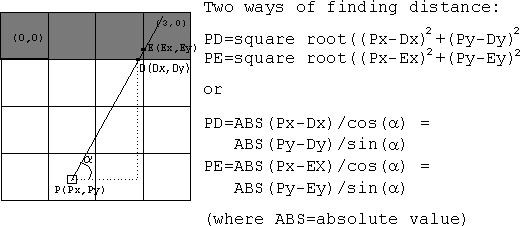 (0,0)
(3,0)
E(Ex,Ey)
D(Dx,Dy)
α
P(Px,Py)
Two ways of finding distance:
PD=square root((Px-Dx)²+(Py-Dy)²
PE=square root((Px-Ex)²+(Py-Ey)²
or
PD=ABS(Px-Dx)/cos(α) =
ABS(Py-Dy)/sin(α)
PE=ABS(Px-EX)/cos(α) =
ABS(Py-Ey)/sin(α)
(where ABS=absolute value)